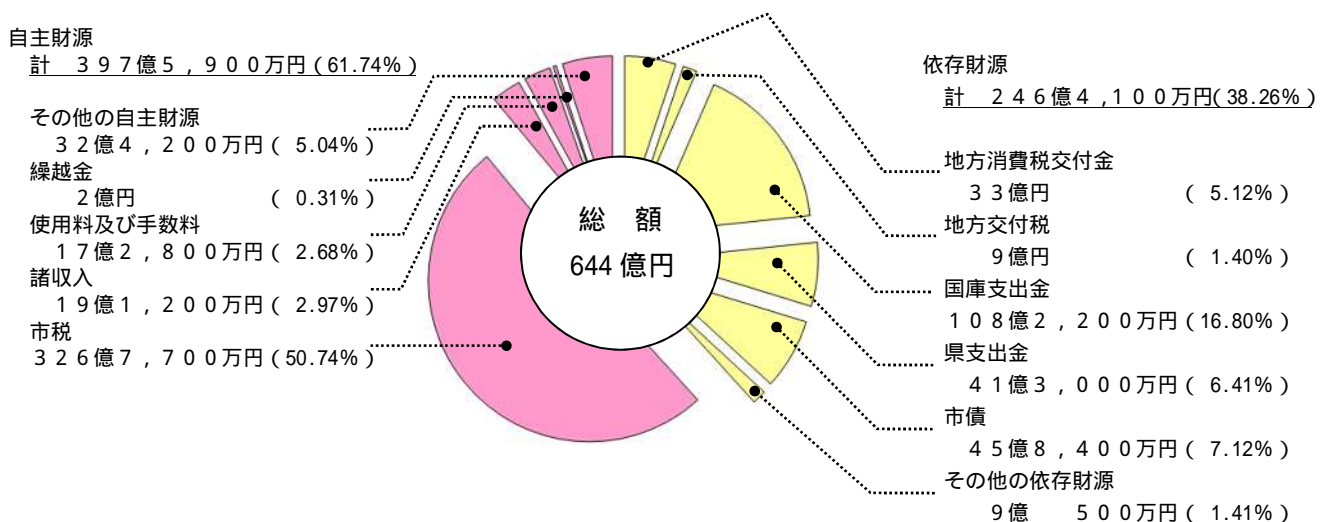 自主財源
計 397億5,900万円(61.74%)
その他の自主財源
32億4,200万円( 5.04%)
繰越金
2億円 ( 0.31%)
使用料及び手数料
17億2,800万円( 2.68%)
諸収入
19億1,200万円( 2.97%)
市税
326億7,700万円(50.74%)
総 額
644億円
依存財源
計 246億4,100万円(38.26%)
地方消費税交付金
33億円 ( 5.12%)
地方交付税
9億円 ( 1.40%)
国庫支出金
108億2,200万円(16.80%)
県支出金
41億3,000万円( 6.41%)
市債
45億8,400万円( 7.12%)
その他の依存財源
9億 500万円( 1.41%)